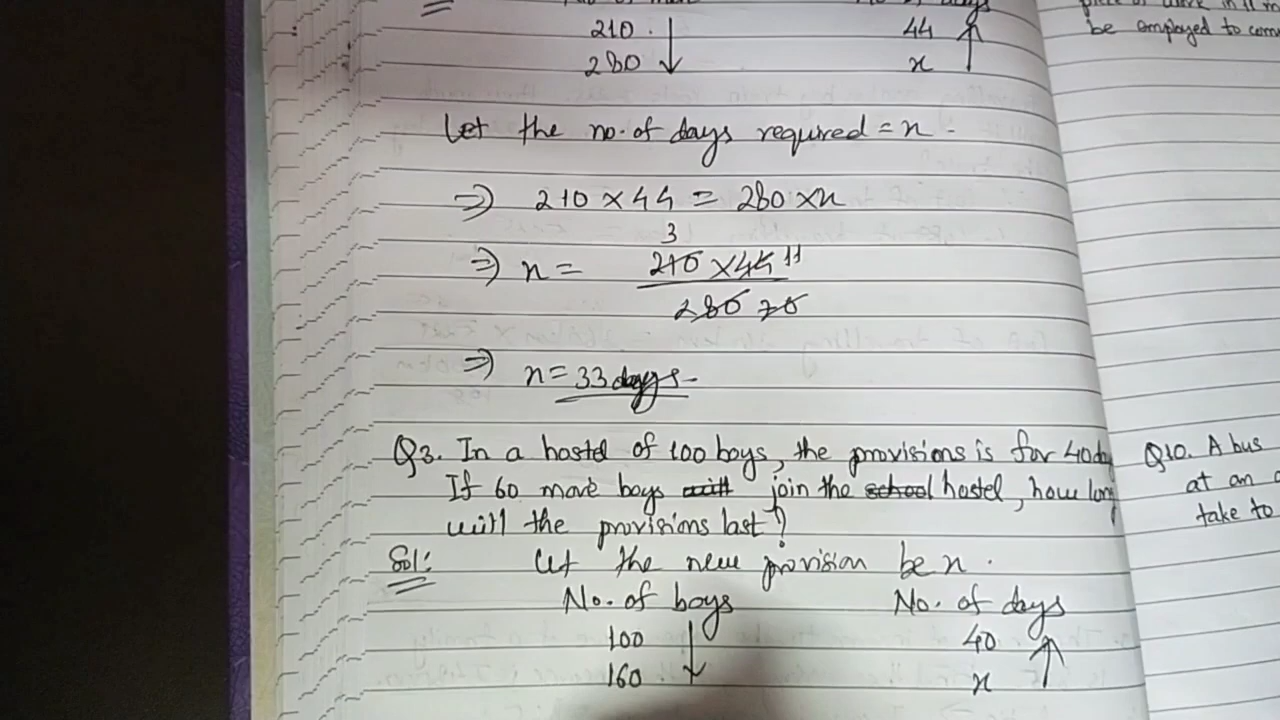 210 44
280 x
Let the no. of days required = x
⇒ 210 × 44 = 280 × x
3
⇒ x = 210 × 44 11
280 70
⇒ x = 33 days
Q3. In a hostel of 100 boys, the provisions is for 40
If 60 more boys join the hostel, how long
will the provisions last?
Sol: Let the new provision be x.
No. of boys No. of days
100 40
160 x
be employed to com
Q10. A bus
at an
take to